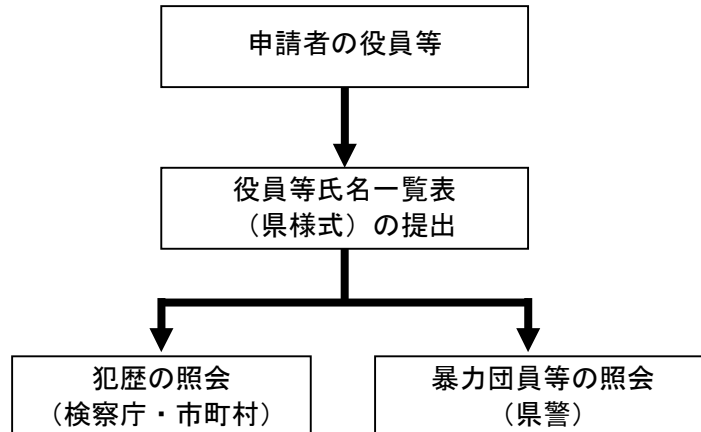 申請者の役員等
役員等氏名一覧表
（県様式）の提出
犯歴の照会
（検察庁・市町村）
暴力団員等の照会
（県警）